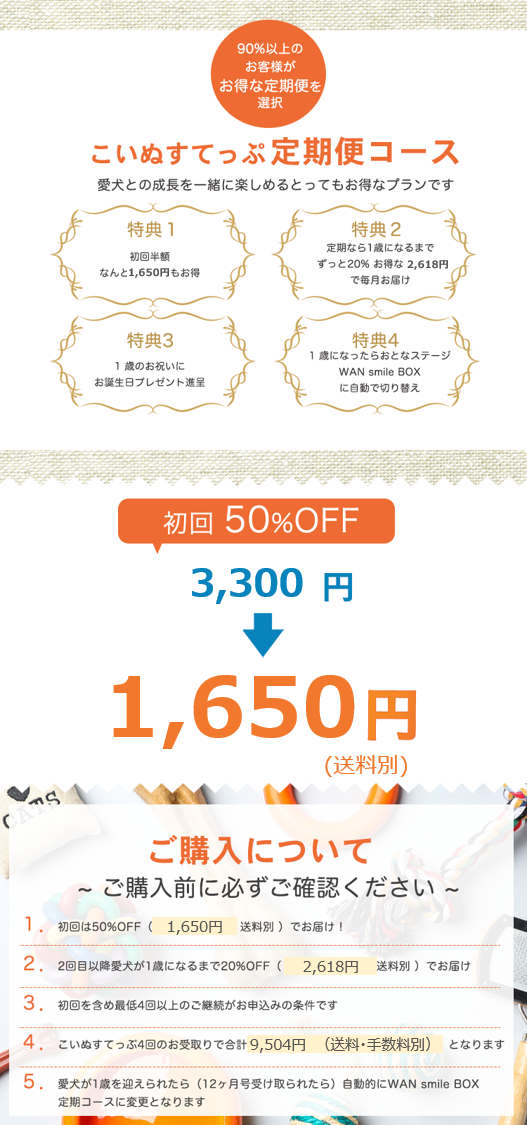 90%以上の
お客様が
お得な定期便を
選択
こいぬすてっぷ定期便コース
愛犬との成長を一緒に楽しめるとってもお得なプランです
特典1
初回半額
なんと1,650円もお得
特典2
定期なら1歳になるまで
ずっと20% お得な 2,618円
で毎月お届け
特典3
1 歳のお祝いに
お誕生日プレゼント進呈
特典4
1 歳になったらおとなステージ
WAN smile BOX
に自動で切り替え
初回 50%OFF
3,300 円
1,650円
(送料別)
CATS
ご購入について
~ ご購入前に必ずご確認ください ~
1. 初回は50%OFF（ 1,650円 送料別 ）でお届け！
2. 2回目以降愛犬が1歳になるまで20%OFF（ 2,618円 送料別 ）でお届け
3. 初回を含め最低4回以上のご継続がお申込みの条件です
4. こいぬすてっぷ4回のお受取りで合計9,504円 （送料・手数料別） となります
5. 愛犬が1歳を迎えられたら（12ヶ月号受け取られたら）自動的にWAN smile BOX
定期コースに変更となります